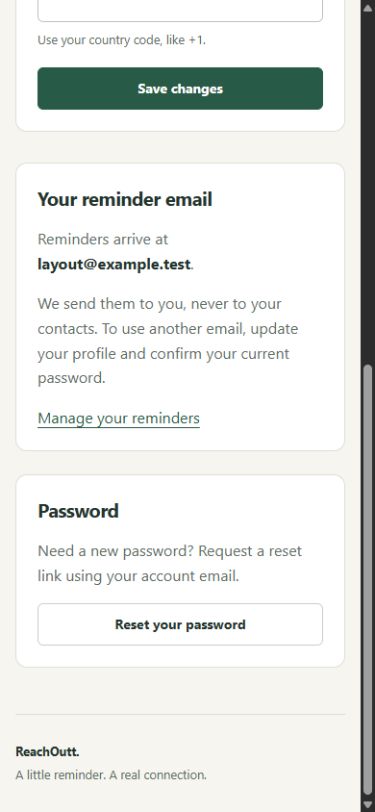 Use your country code, like +1.
Save changes
Your reminder email
Reminders arrive at
layout@example.test.
We send them to you, never to your
contacts. To use another email, update
your profile and confirm your current
password.
Manage your reminders
Password
Need a new password? Request a reset
link using your account email.
Reset your password
ReachOutt.
A little reminder. A real connection.